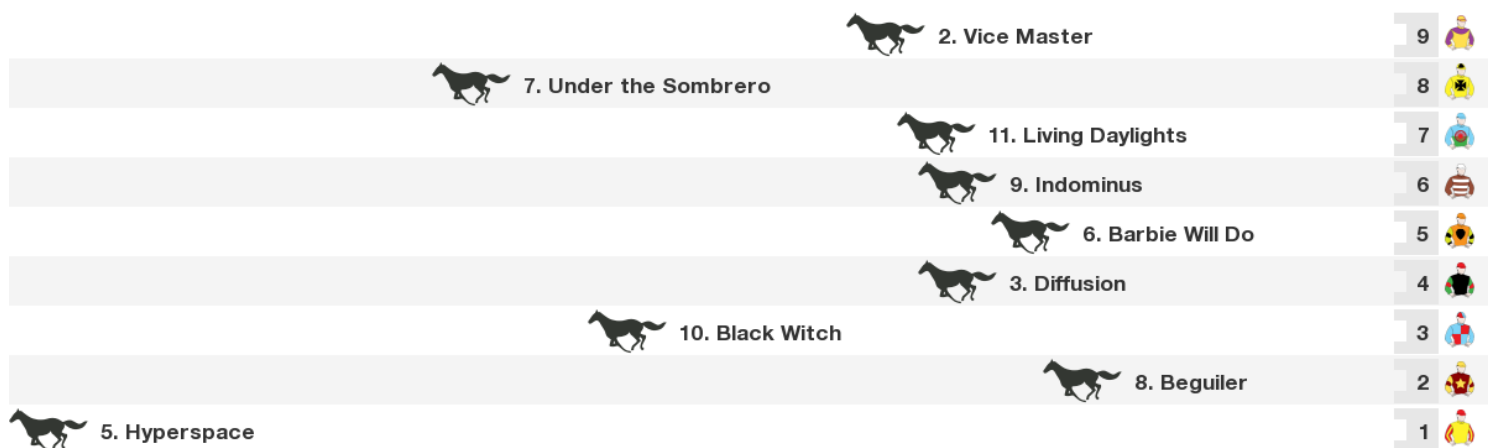 2. Vice Master 9
7. Under the Sombrero 8
11. Living Daylights 7
9. Indominus 6
6. Barbie Will Do 5
3. Diffusion 4
10. Black Witch 3
8. Beguiler 2
5. Hyperspace 1